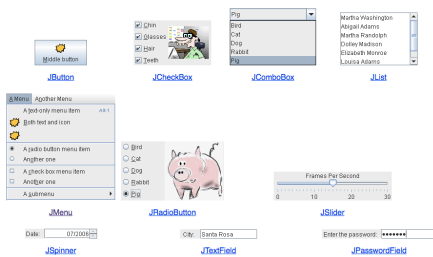 Middle button
JButton
Chin
Glasses
Hair
Teeth
JCheckBox
Pig
Bird
Cat
Dog
Rabbit
Pig
JComboBox
Martha Washington
Abigail Adams
Martha Randolph
Dolley Madison
Elizabeth Monroe
Louisa Adams
JList
A Menu Another Menu
A text-only menu item Alt-1
Both text and icon
A radio button menu item
Another one
A check box menu item
Another one
A submenu
JMenu
Bird
Cat
Dog
Rabbit
Pig
JRadioButton
Frames Per Second
0 10 20 30
JSlider
Date: 07/2006
JSpinner
City: Santa Rosa
JTextField
Enter the password: •••••••
JPasswordField